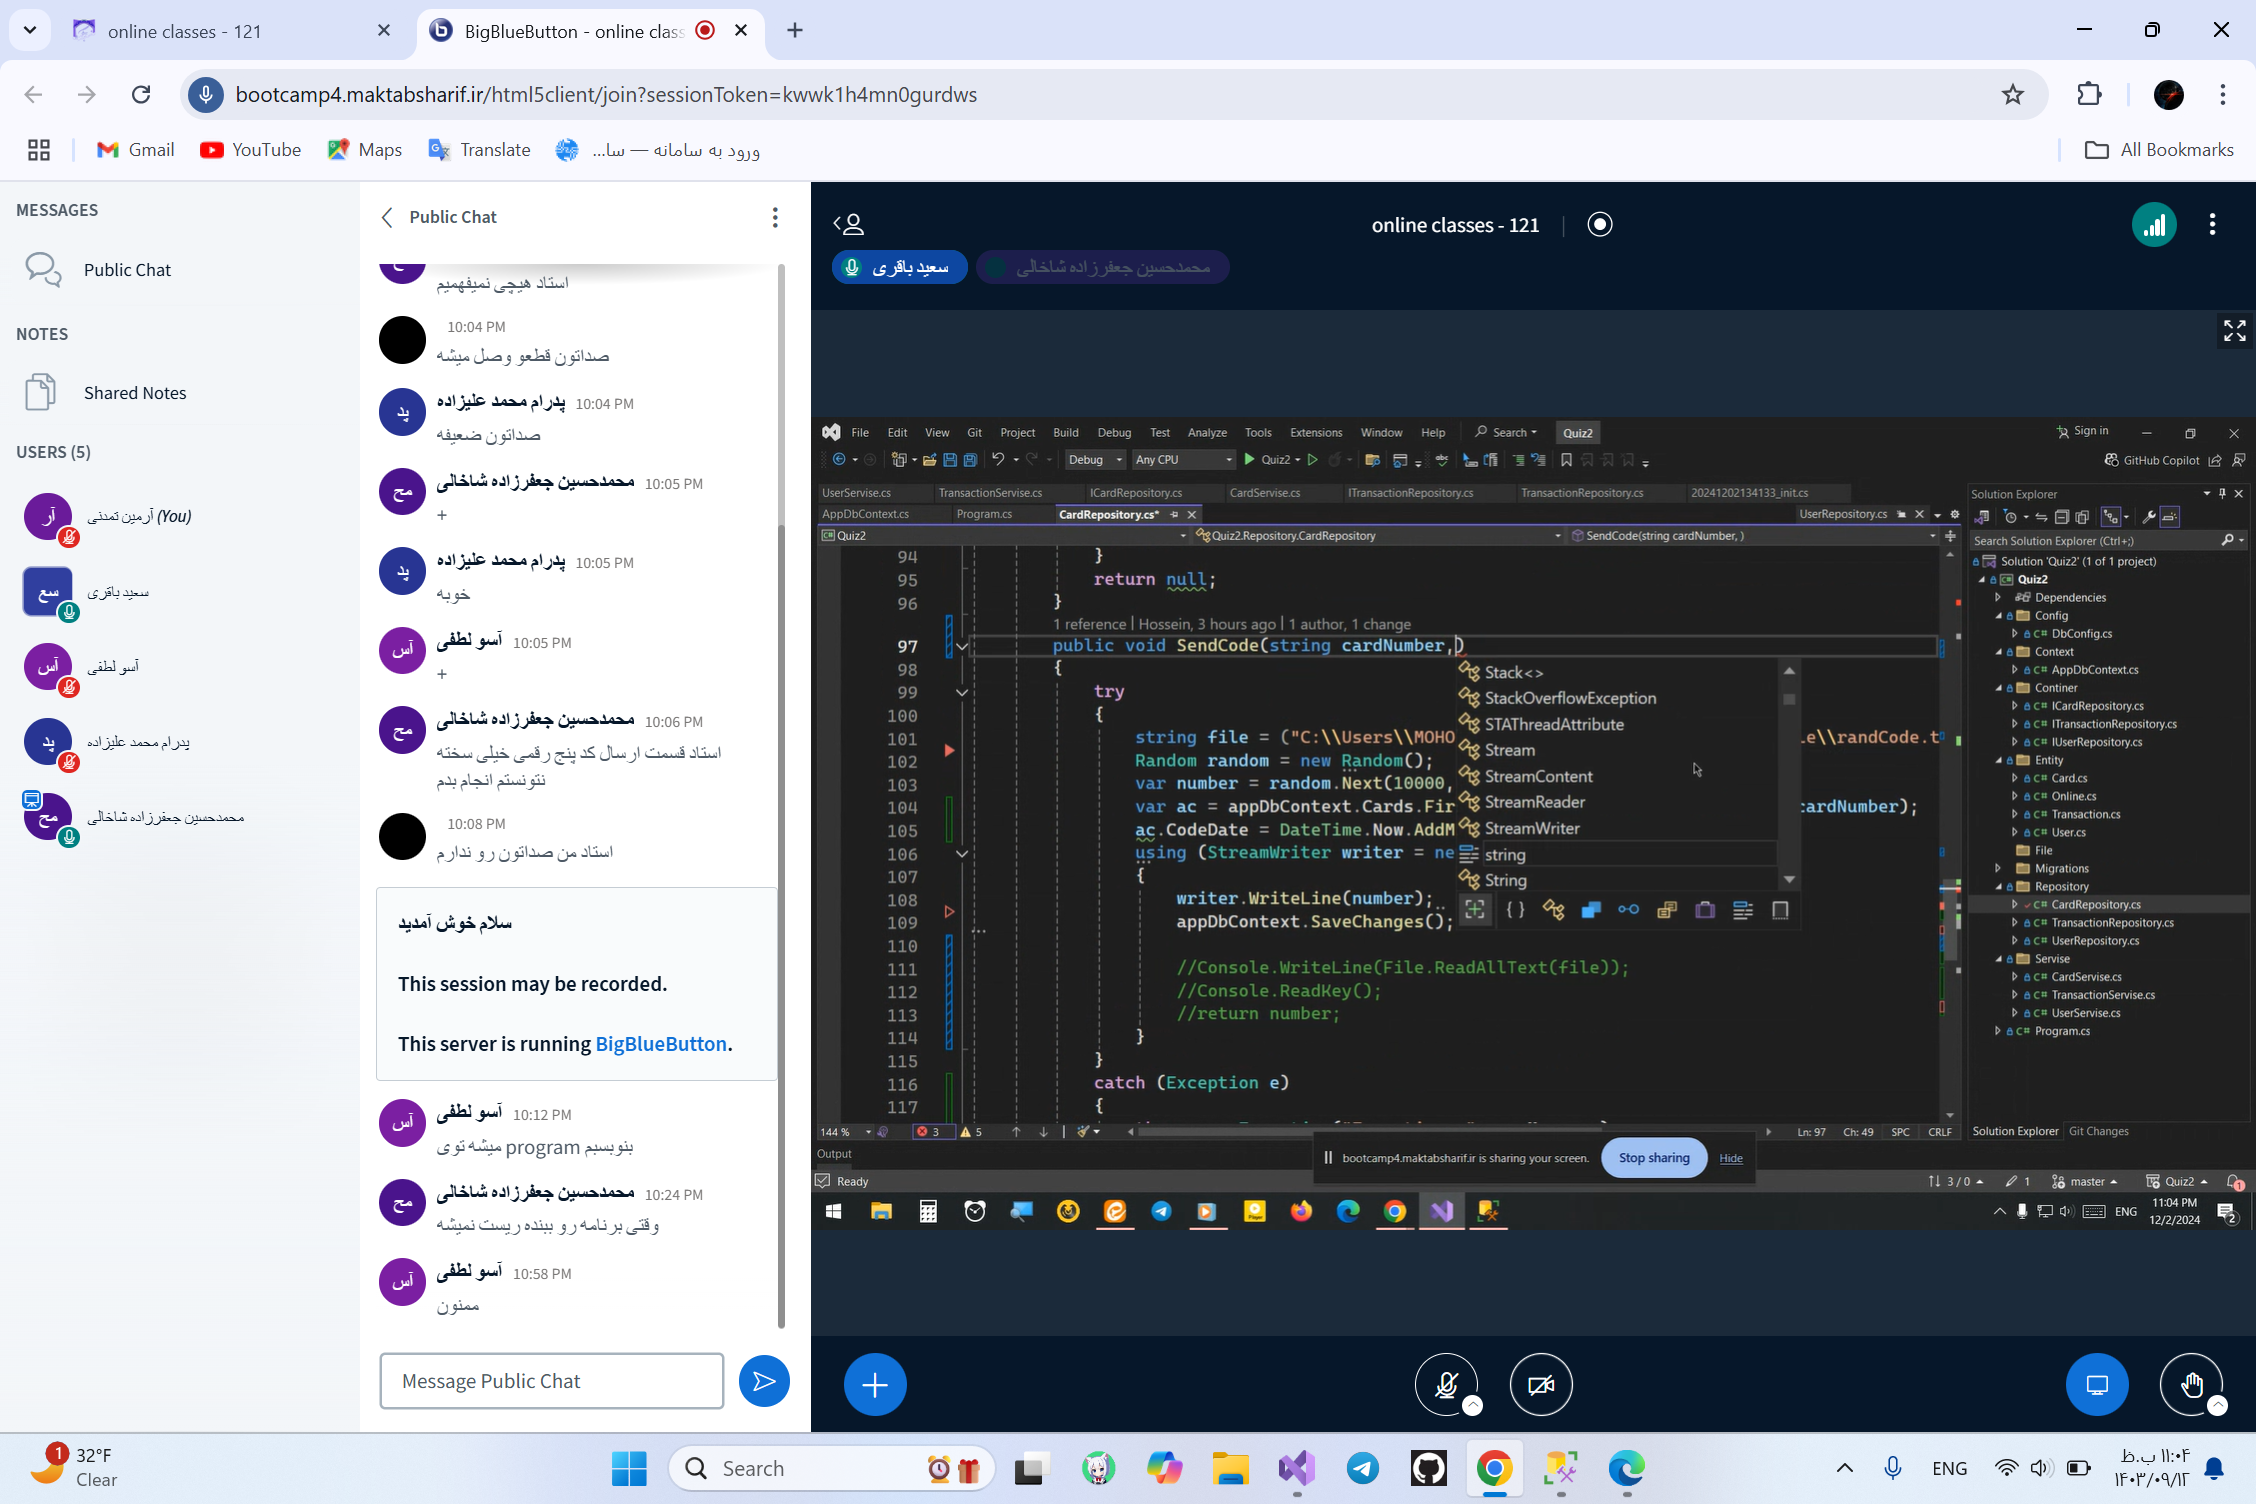 online classes - 121
BigBlueButton - online class
bootcamp4.maktabsharif.ir/html5client/join?sessionToken=kwwk1h4mn0gurdws
Gmail
YouTube
Maps
Translate
ورود به سامانه — سا...
All Bookmarks
MESSAGES
Public Chat
NOTES
Shared Notes
USERS (5)
آر
آرمین تمدنی (You)
سع
سعید باقری
آس
آسو لطفی
پد
پدرام محمد علیزاده
مح
محمدحسین جعفرزاده شاخالی
Public Chat
استاد هیچی نمیفهمیم
10:04 PM
صداتون قطعو وصل میشه
پد
پدرام محمد علیزاده 10:04 PM
صداتون ضعیفه
مح
محمدحسین جعفرزاده شاخالی 10:05 PM
+
پد
پدرام محمد علیزاده 10:05 PM
خوبه
آس
آسو لطفی 10:05 PM
+
مح
محمدحسین جعفرزاده شاخالی 10:06 PM
استاد قسمت ارسال کد پنج رقمی خیلی سخته
نتونستم انجام بدم
10:08 PM
استاد من صداتون رو ندارم
سلام خوش آمدید
This session may be recorded.
This server is running BigBlueButton.
آس
آسو لطفی 10:12 PM
میشه توی program بنویسیم
مح
محمدحسین جعفرزاده شاخالی 10:24 PM
وقتی برنامه رو ببنده ریست نمیشه
آس
آسو لطفی 10:58 PM
ممنون
Message Public Chat
online classes - 121
سعید باقری
محمدحسین جعفرزاده شاخالی
File Edit View Git Project Build Debug Test Analyze Tools Extensions Window Help Search Quiz2 Sign in
Debug Any CPU Quiz2 GitHub Copilot
UserServise.cs TransactionServise.cs ICardRepository.cs CardServise.cs ITransactionRepository.cs TransactionRepository.cs 20241202134133_init.cs
AppDbContext.cs Program.cs CardRepository.cs* UserRepository.cs
Quiz2 Quiz2.Repository.CardRepository SendCode(string cardNumber, )
94 }
95 return null;
96 }
1 reference | Hossein, 3 hours ago | 1 author, 1 change
97 public void SendCode(string cardNumber,)
98 {
99 try
100 {
101 string file = ("C:\\Users\\MOHO e\\randCode.t
102 Random random = new Random();
103 var number = random.Next(10000,
104 var ac = appDbContext.Cards.Fir cardNumber);
105 ac.CodeDate = DateTime.Now.AddM
106 using (StreamWriter writer = ne
107 {
108 writer.WriteLine(number);
109 appDbContext.SaveChanges();
110
111 //Console.WriteLine(File.ReadAllText(file));
112 //Console.ReadKey();
113 //return number;
114 }
115 }
116 catch (Exception e)
117 {
Stack<>
StackOverflowException
STAThreadAttribute
Stream
StreamContent
StreamReader
StreamWriter
string
String
144 % 3 5 Ln: 97 Ch: 49 SPC CRLF
Output
bootcamp4.maktabsharif.ir is sharing your screen. Stop sharing Hide
Ready
3 / 0 1 master Quiz2 1
Solution Explorer
Search Solution Explorer (Ctrl+;)
Solution 'Quiz2' (1 of 1 project)
Quiz2
Dependencies
Config
C# DbConfig.cs
Context
C# AppDbContext.cs
Continer
C# ICardRepository.cs
C# ITransactionRepository.cs
C# IUserRepository.cs
Entity
C# Card.cs
C# Online.cs
C# Transaction.cs
C# User.cs
File
Migrations
Repository
C# CardRepository.cs
C# TransactionRepository.cs
C# UserRepository.cs
Servise
C# CardServise.cs
C# TransactionServise.cs
C# UserServise.cs
C# Program.cs
Solution Explorer Git Changes
ENG
11:04 PM
12/2/2024
2
1
32°F
Clear
Search
ENG
۱۱:۰۴ ب.ظ
۱۴۰۳/۰۹/۱۲